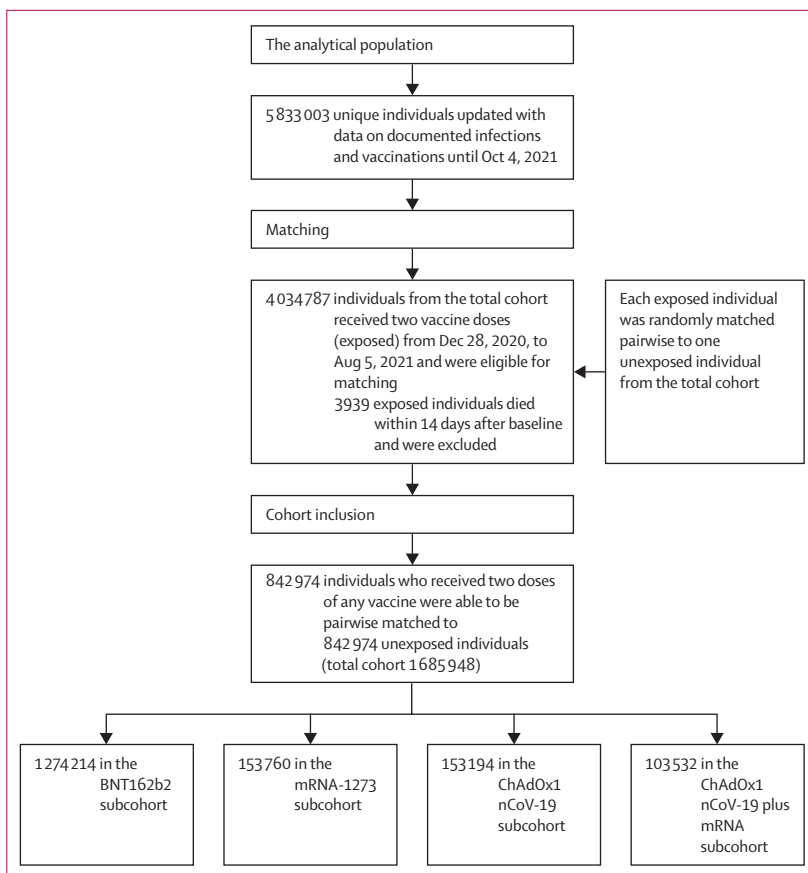 The analytical population
5 833 003 unique individuals updated with
data on documented infections
and vaccinations until Oct 4, 2021
Matching
4 034 787 individuals from the total cohort
received two vaccine doses
(exposed) from Dec 28, 2020, to
Aug 5, 2021 and were eligible for
matching
3939 exposed individuals died
within 14 days after baseline
and were excluded
Each exposed individual
was randomly matched
pairwise to one
unexposed individual
from the total cohort
Cohort inclusion
842 974 individuals who received two doses
of any vaccine were able to be
pairwise matched to
842 974 unexposed individuals
(total cohort 1 685 948)
1 274 214 in the
BNT162b2
subcohort
153 760 in the
mRNA-1273
subcohort
153 194 in the
ChAdOx1
nCoV-19
subcohort
103 532 in the
ChAdOx1
nCoV-19 plus
mRNA
subcohort